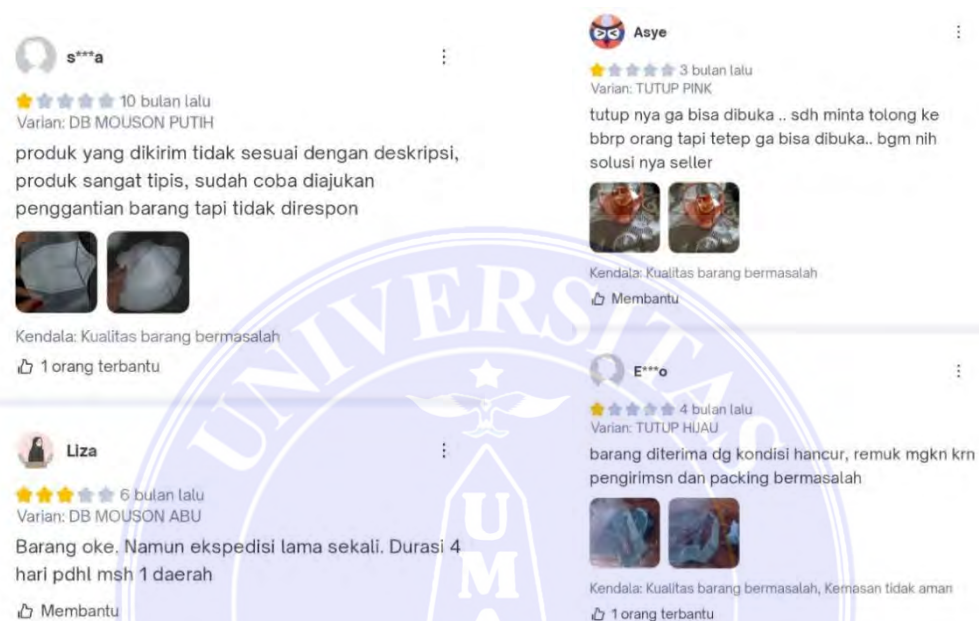 s***a
10 bulan lalu
Varian: DB MOUSON PUTIH
produk yang dikirim tidak sesuai dengan deskripsi,
produk sangat tipis, sudah coba diajukan
penggantian barang tapi tidak direspon
Kendala: Kualitas barang bermasalah
1 orang terbantu
Liza
6 bulan lalu
Varian: DB MOUSON ABU
Barang oke. Namun ekspedisi lama sekali. Durasi 4
hari pdhl msh 1 daerah
Membantu
Asye
3 bulan lalu
Varian: TUTUP PINK
tutup nya ga bisa dibuka .. sdh minta tolong ke
bbrp orang tapi tetep ga bisa dibuka.. bgm nih
solusi nya seller
Kendala: Kualitas barang bermasalah
Membantu
E***o
4 bulan lalu
Varian: TUTUP HIJAU
barang diterima dg kondisi hancur, remuk mgkn krn
pengirimsn dan packing bermasalah
Kendala: Kualitas barang bermasalah, Kemasan tidak aman
1 orang terbantu
UNIVERSITAS
U
M
A